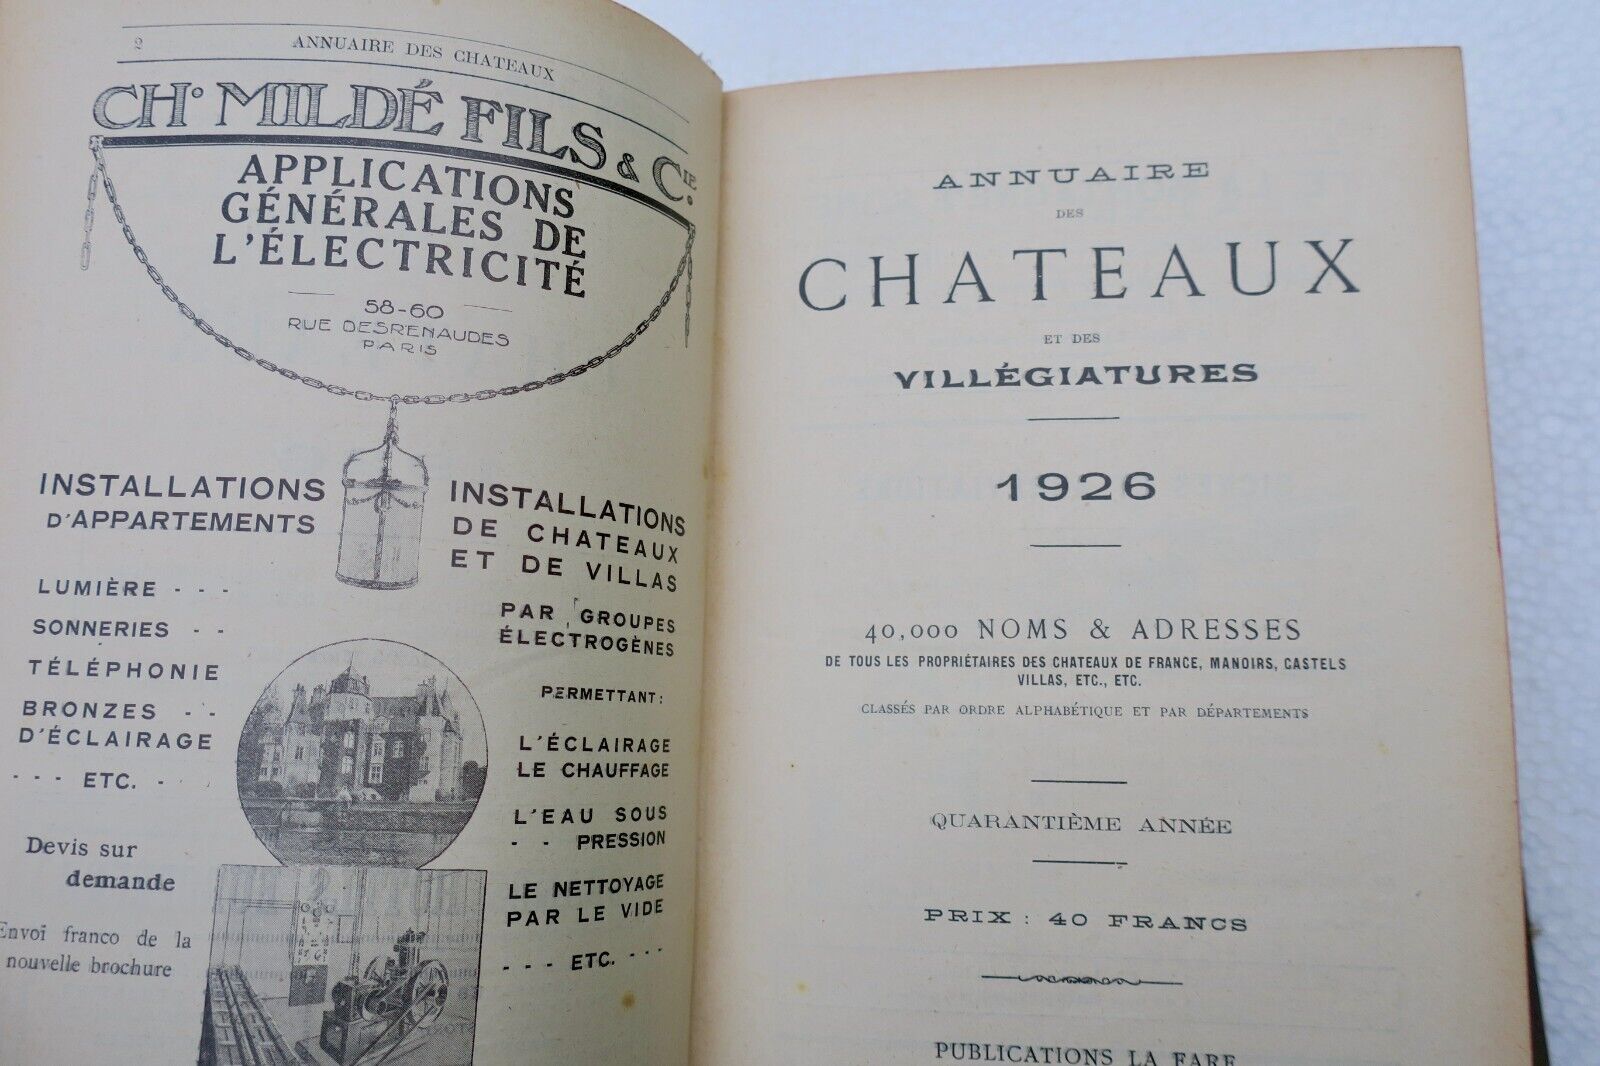 2
ANNUAIRE DES CHATEAUX
CHS MILDÉ FILS & CIE.
APPLICATIONS
GÉNÉRALES DE
L'ÉLECTRICITÉ
58-60
RUE DESRENAUDES
PARIS
INSTALLATIONS
D'APPARTEMENTS
LUMIÈRE - - -
SONNERIES - -
TÉLÉPHONIE
BRONZES - -
D'ÉCLAIRAGE
- - - ETC. -
Devis sur
demande
Envoi franco de la
nouvelle brochure
INSTALLATIONS
DE CHATEAUX
ET DE VILLAS
PAR GROUPES
ÉLECTROGÈNES
PERMETTANT :
L'ÉCLAIRAGE
LE CHAUFFAGE
L'EAU SOUS
- - PRESSION
LE NETTOYAGE
PAR LE VIDE
- - - ETC. - - -
ANNUAIRE
DES
CHATEAUX
ET DES
VILLÉGIATURES
1926
40,000 NOMS & ADRESSES
DE TOUS LES PROPRIÉTAIRES DES CHATEAUX DE FRANCE, MANOIRS, CASTELS
VILLAS, ETC., ETC.
CLASSÉS PAR ORDRE ALPHABÉTIQUE ET PAR DÉPARTEMENTS
QUARANTIÈME ANNÉE
PRIX : 40 FRANCS
PUBLICATIONS LA FARE